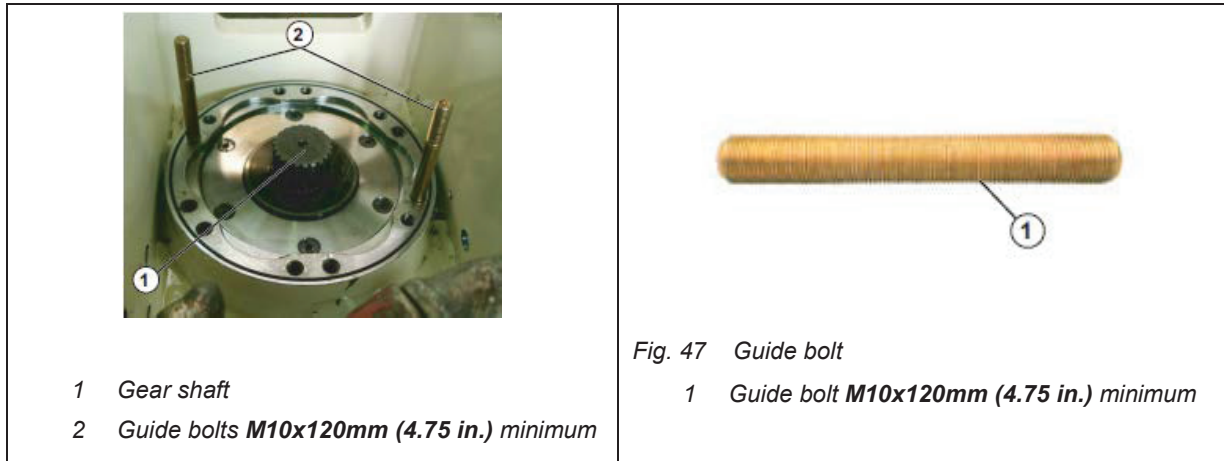 2
1
1 Gear shaft
2 Guide bolts M10x120mm (4.75 in.) minimum
1
Fig. 47 Guide bolt
1 Guide bolt M10x120mm (4.75 in.) minimum